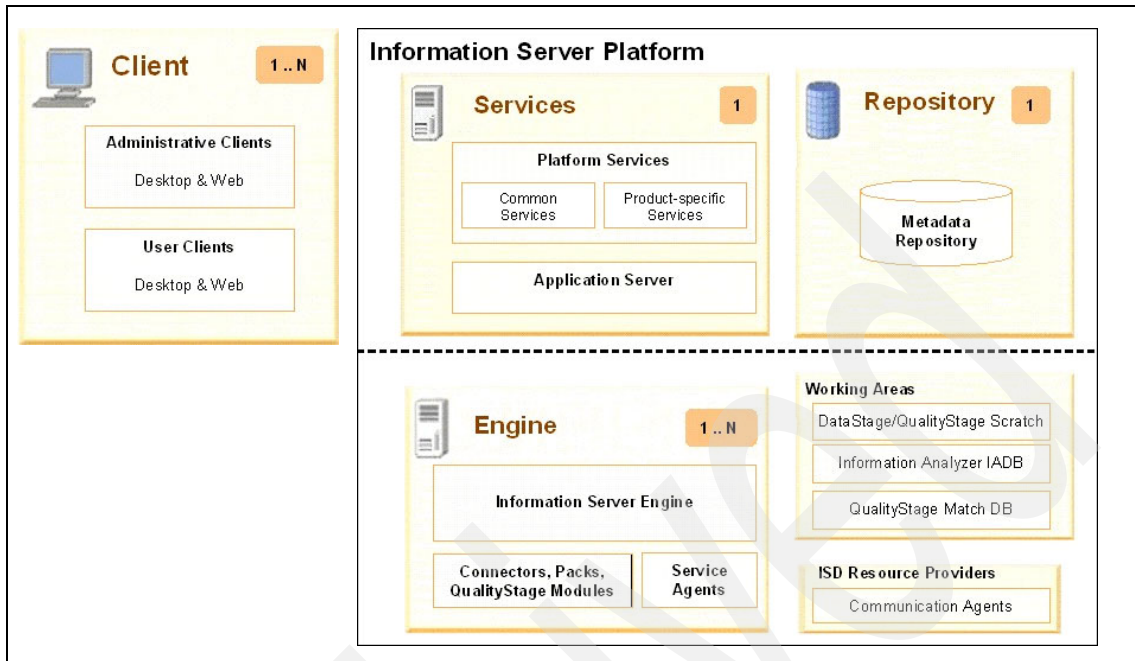 Client
1 .. N
Administrative Clients
Desktop & Web
User Clients
Desktop & Web
Information Server Platform
Services
1
Platform Services
Common
Services
Product-specific
Services
Application Server
Repository
1
Metadata
Repository
Engine
1 .. N
Information Server Engine
Connectors, Packs,
QualityStage Modules
Service
Agents
Working Areas
DataStage/QualityStage Scratch
Information Analyzer IADB
QualityStage Match DB
ISD Resource Providers
Communication Agents